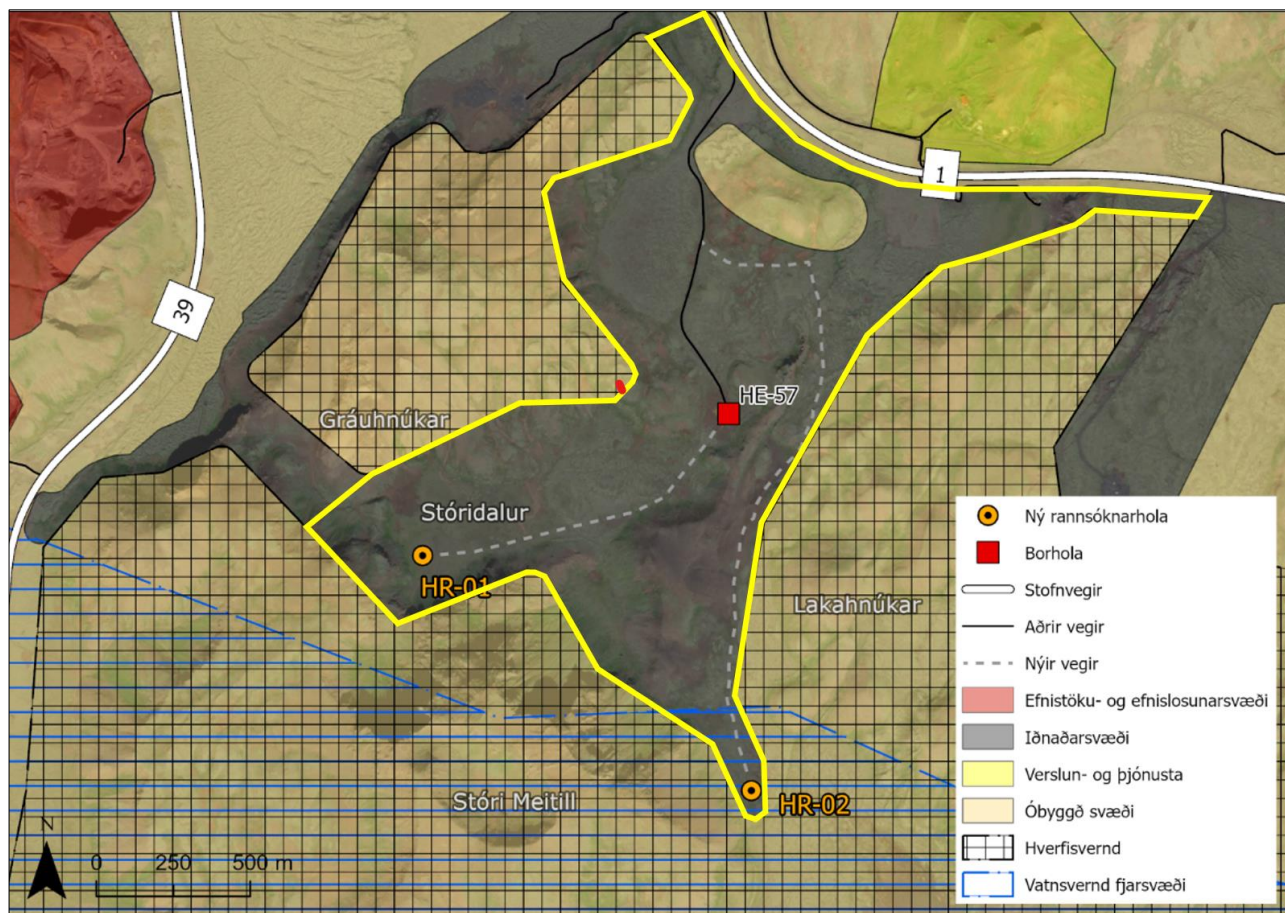 1
39
HE-57
Gráuhnúkar
Stóridalur
HR-01
Lakahnúkar
Stóri Meitill
HR-02
N
0 250 500 m
Ný rannsóknarhola
Borhola
Stofnvegir
Aðrir vegir
Nýir vegir
Efnistöku- og efnislosunarsvæði
Iðnaðarsvæði
Verslun- og þjónusta
Óbyggð svæði
Hverfisvernd
Vatnsvernd fjarsvæði